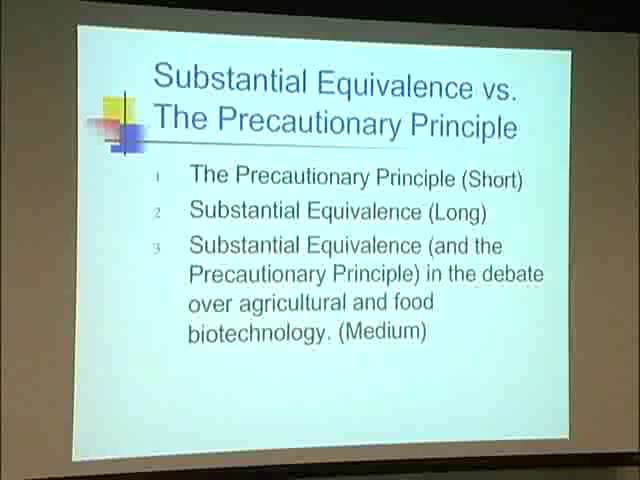 Substantial Equivalence vs.
The Precautionary Principle
1 The Precautionary Principle (Short)
2 Substantial Equivalence (Long)
3 Substantial Equivalence (and the
Precautionary Principle) in the debate
over agricultural and food
biotechnology. (Medium)